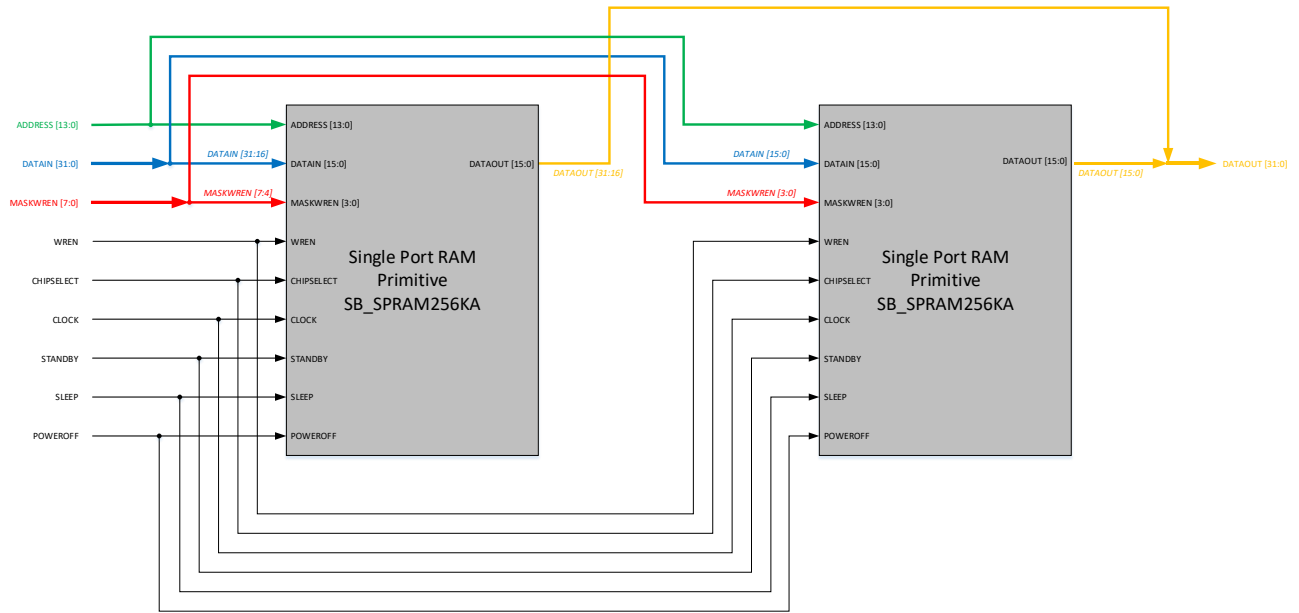 ADDRESS [13:0]
DATAIN [31:0]
MASKWREN [7:0]
WREN
CHIPSELECT
CLOCK
STANDBY
SLEEP
POWEROFF
DATAIN [31:16]
MASKWREN [7:4]
ADDRESS [13:0]
DATAIN [15:0]
MASKWREN [3:0]
WREN
CHIPSELECT
CLOCK
STANDBY
SLEEP
POWEROFF
DATAOUT [15:0]
Single Port RAM
Primitive
SB_SPRAM256KA
DATAOUT [31:16]
DATAIN [15:0]
MASKWREN [3:0]
ADDRESS [13:0]
DATAIN [15:0]
MASKWREN [3:0]
WREN
CHIPSELECT
CLOCK
STANDBY
SLEEP
POWEROFF
DATAOUT [15:0]
Single Port RAM
Primitive
SB_SPRAM256KA
DATAOUT [15:0]
DATAOUT [31:0]